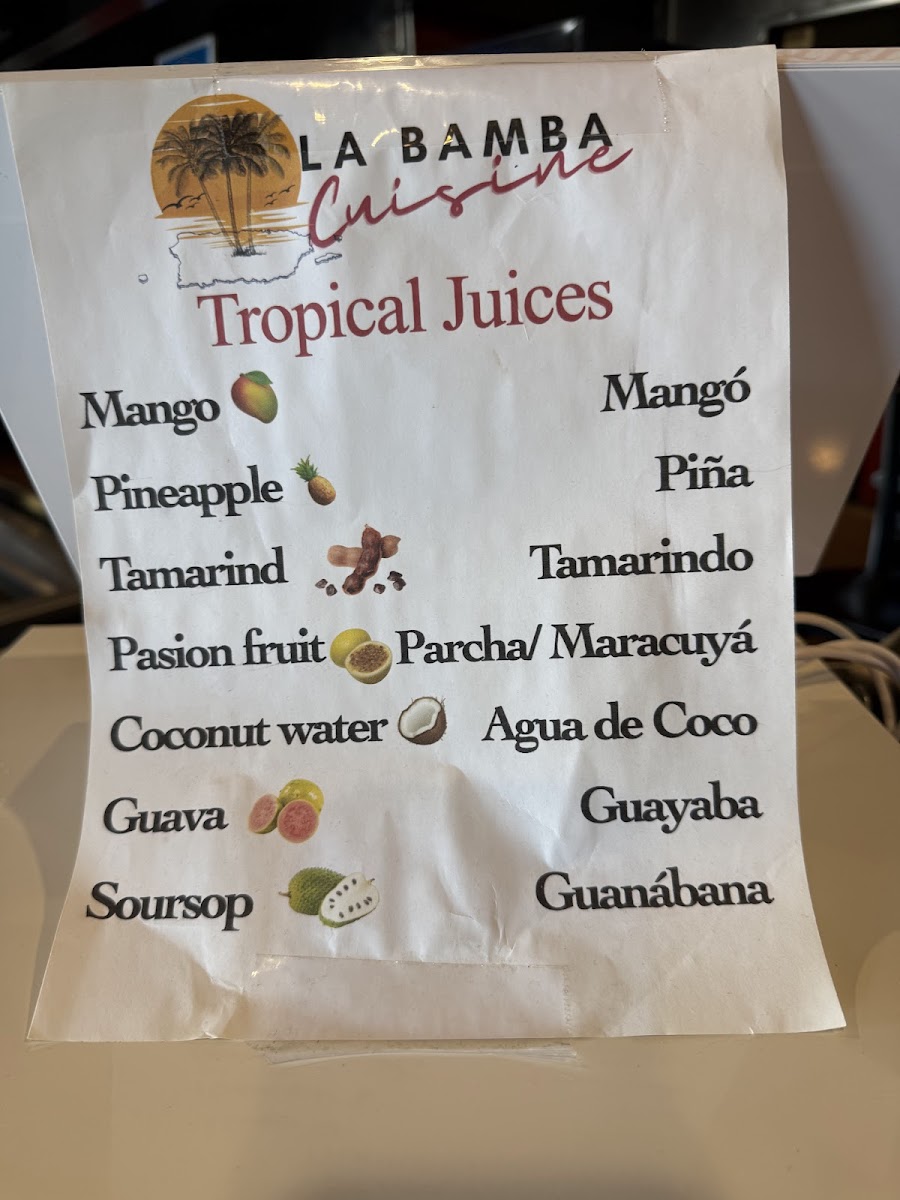 LA BAMBA
Cuisine
Tropical Juices
Mango Mangó
Pineapple Piña
Tamarind Tamarindo
Pasion fruit Parcha/ Maracuyá
Coconut water Agua de Coco
Guava Guayaba
Soursop Guanábana